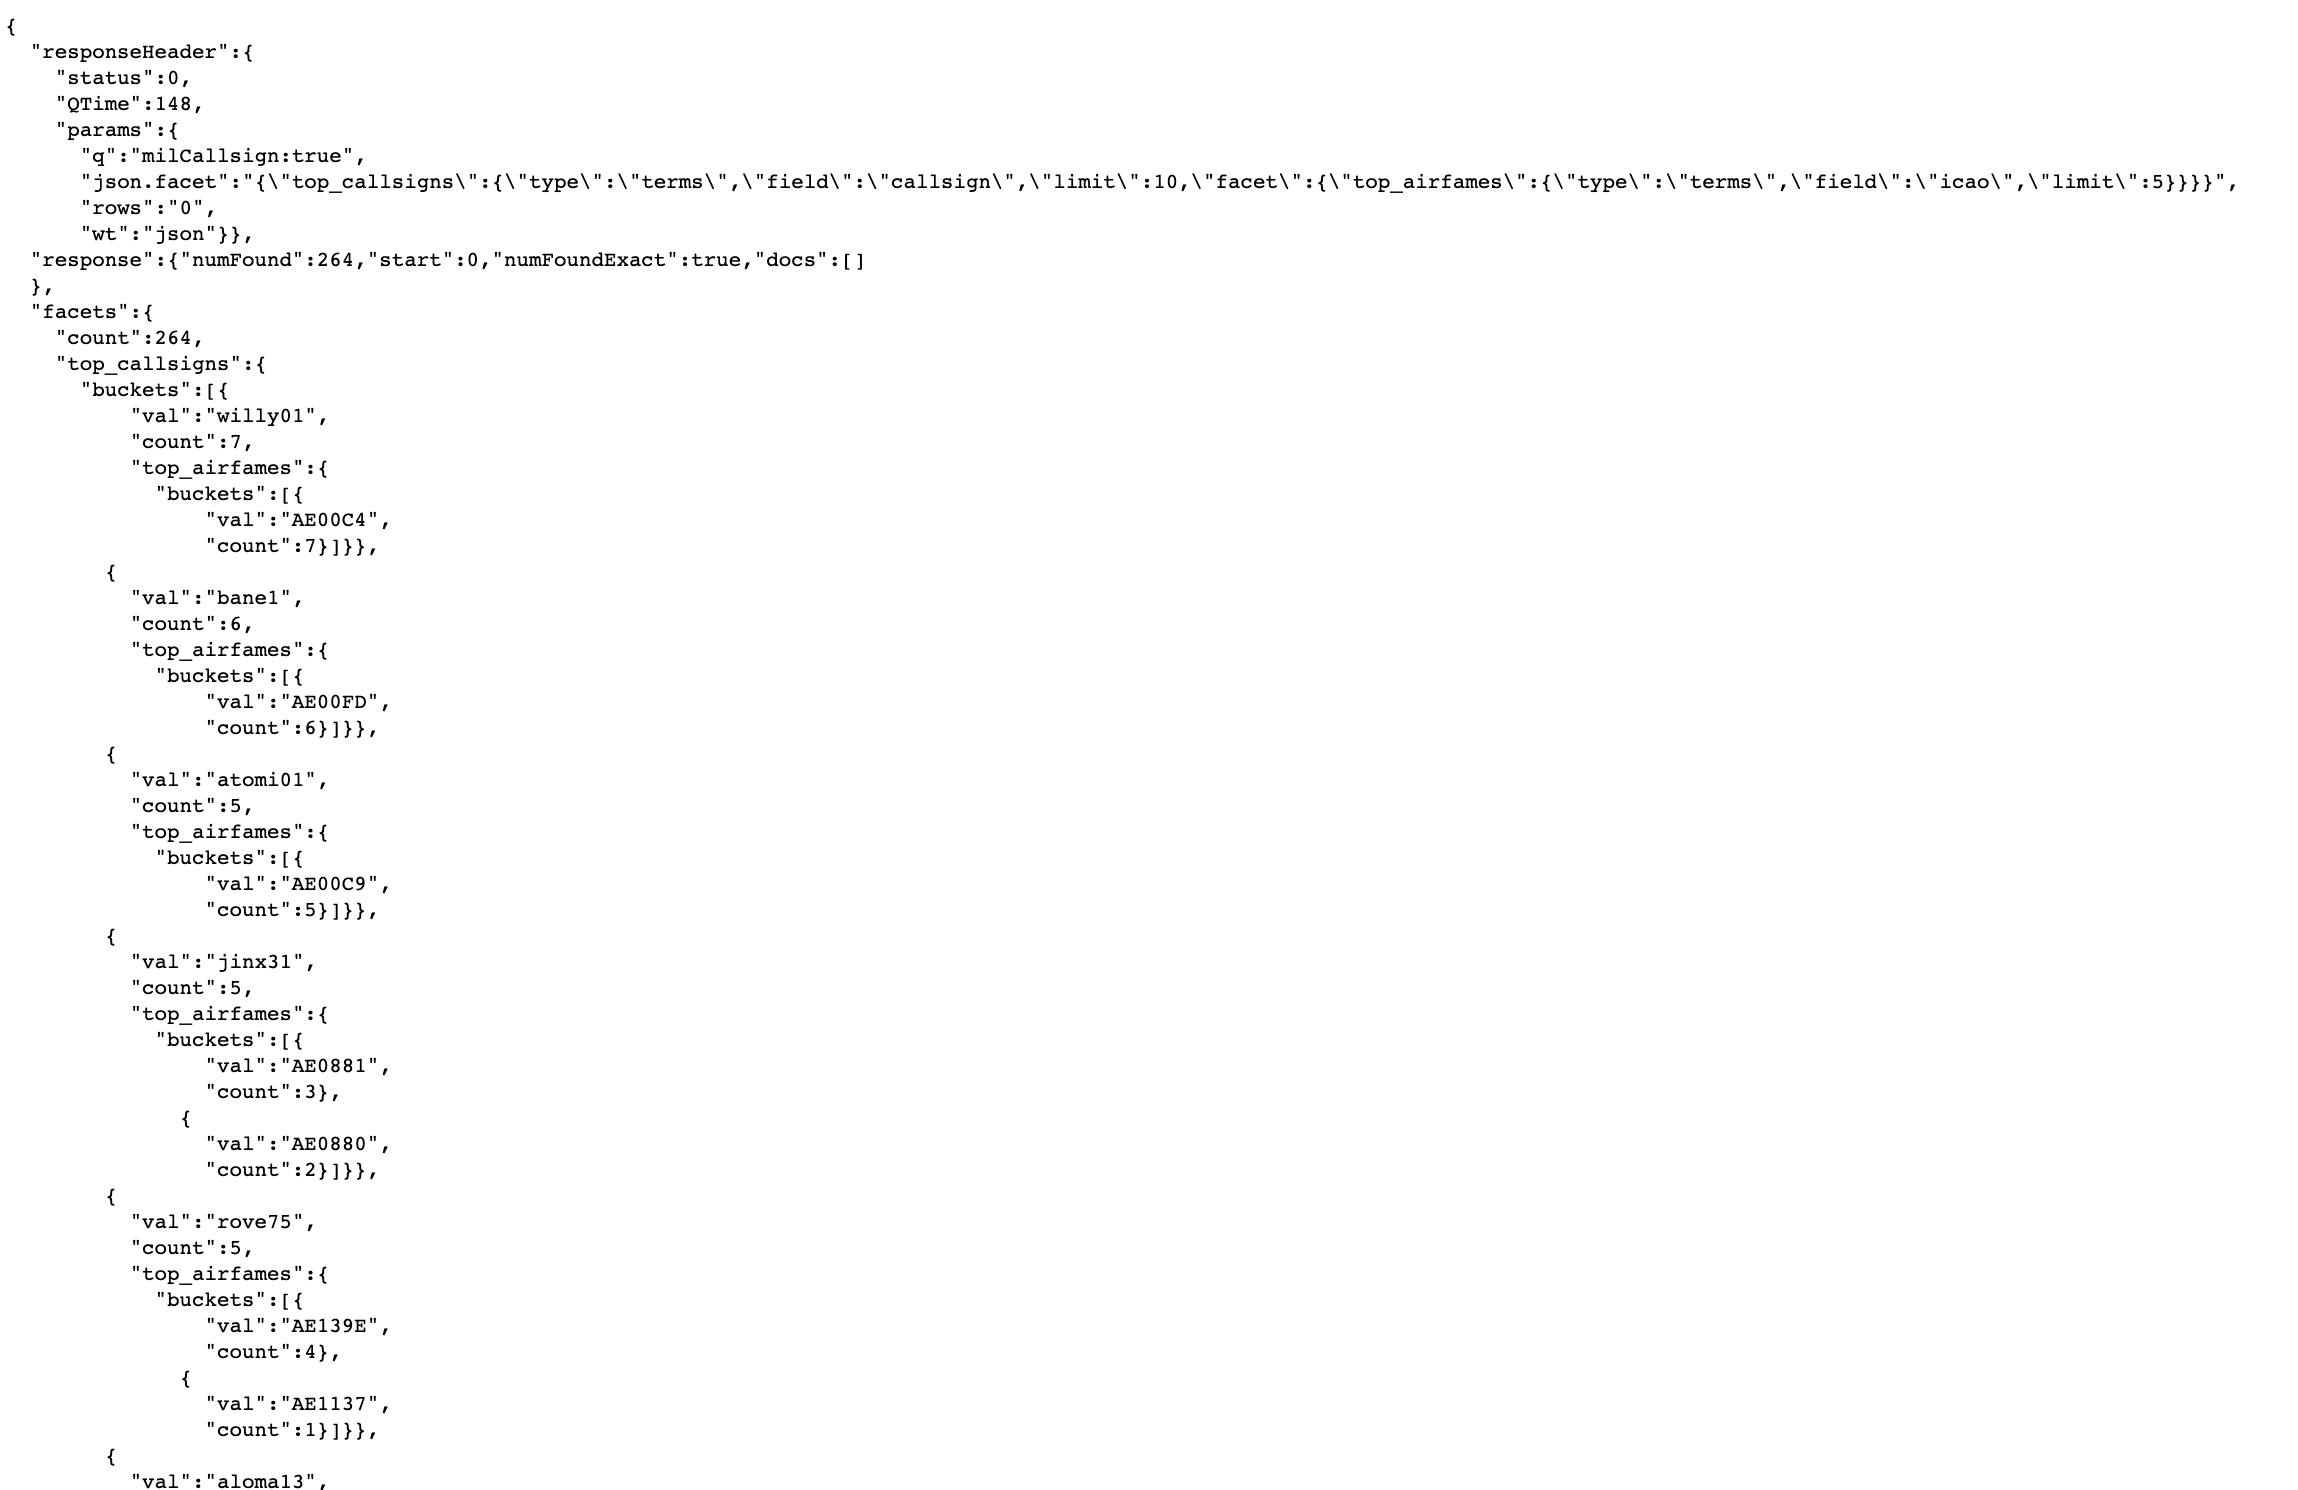 {
  "responseHeader":{
    "status":0,
    "QTime":148,
    "params":{
      "q":"milCallsign:true",
      "json.facet":"{\"top_callsigns\":{\"type\":\"terms\",\"field\":\"callsign\",\"limit\":10,\"facet\":{\"top_airfames\":{\"type\":\"terms\",\"field\":\"icao\",\"limit\":5}}}}",
      "rows":"0",
      "wt":"json"}},
  "response":{"numFound":264,"start":0,"numFoundExact":true,"docs":[]
  },
  "facets":{
    "count":264,
    "top_callsigns":{
      "buckets":[{
          "val":"willy01",
          "count":7,
          "top_airfames":{
            "buckets":[{
                "val":"AE00C4",
                "count":7}]}},
        {
          "val":"bane1",
          "count":6,
          "top_airfames":{
            "buckets":[{
                "val":"AE00FD",
                "count":6}]}},
        {
          "val":"atomi01",
          "count":5,
          "top_airfames":{
            "buckets":[{
                "val":"AE00C9",
                "count":5}]}},
        {
          "val":"jinx31",
          "count":5,
          "top_airfames":{
            "buckets":[{
                "val":"AE0881",
                "count":3},
              {
                "val":"AE0880",
                "count":2}]}},
        {
          "val":"rove75",
          "count":5,
          "top_airfames":{
            "buckets":[{
                "val":"AE139E",
                "count":4},
              {
                "val":"AE1137",
                "count":1}]}},
        {
          "val":"aloma13",